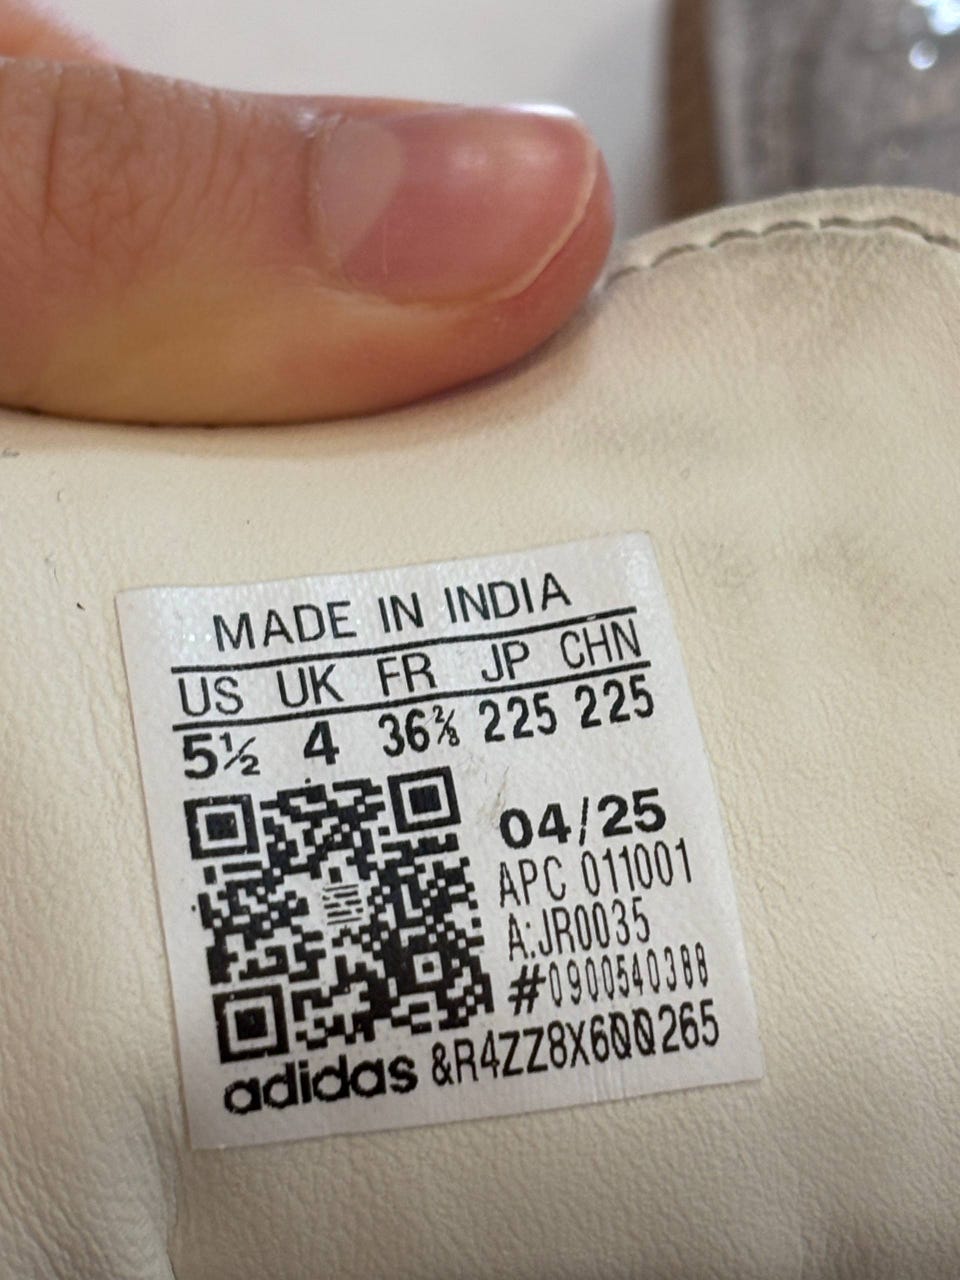 MADE IN INDIA
US UK FR JP CHN
5½ 4 36⅔ 225 225
04/25
APC 011001
A:JR0035
#0900540388
adidas &R4ZZ8X600265